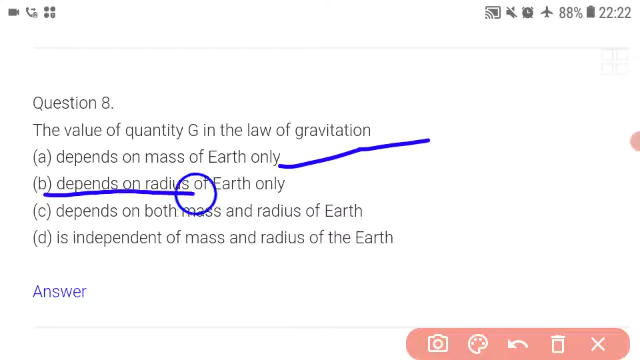 88% 22:22
Question 8.
The value of quantity G in the law of gravitation
(a) depends on mass of Earth only
(b) depends on radius of Earth only
(c) depends on both mass and radius of Earth
(d) is independent of mass and radius of the Earth
Answer